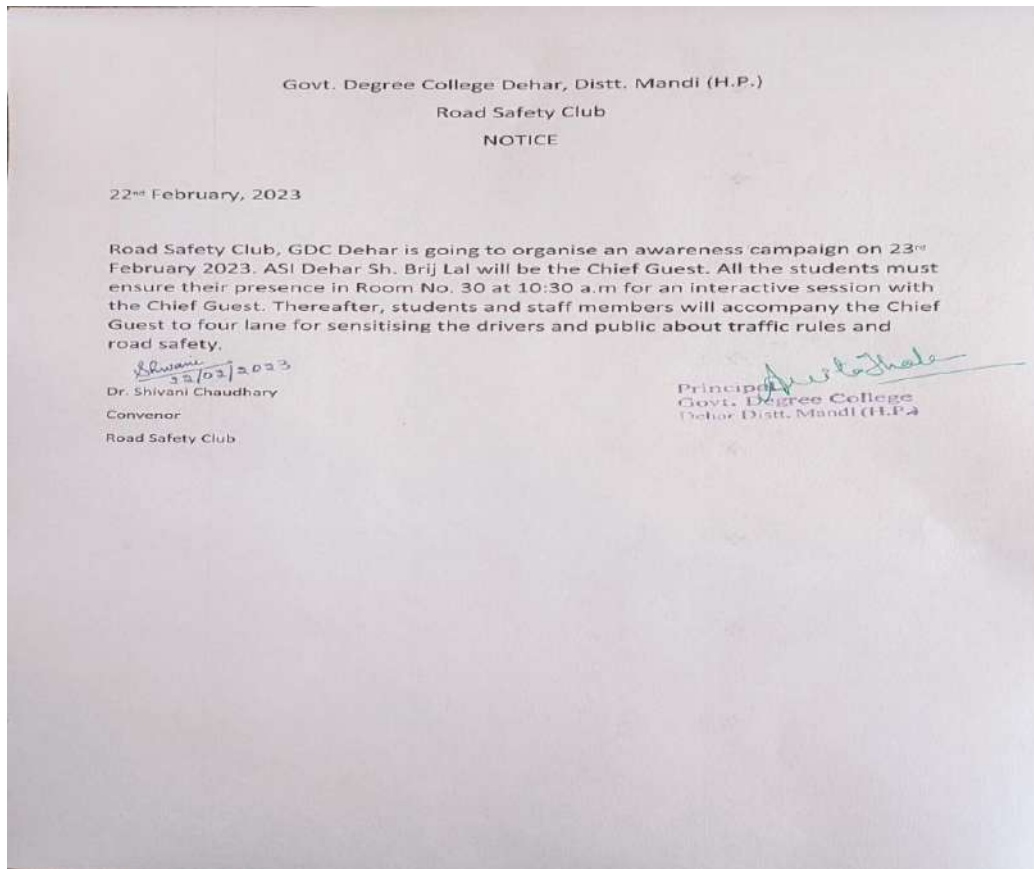 Govt. Degree College Dehar, Distt. Mandi (H.P.)
Road Safety Club
NOTICE
22nd February, 2023
Road Safety Club, GDC Dehar is going to organise an awareness campaign on 23rd
February 2023. ASI Dehar Sh. Brij Lal will be the Chief Guest. All the students must
ensure their presence in Room No. 30 at 10:30 a.m for an interactive session with
the Chief Guest. Thereafter, students and staff members will accompany the Chief
Guest to four lane for sensitising the drivers and public about traffic rules and
road safety.
22/02/2023
Dr. Shivani Chaudhary
Convenor
Road Safety Club
Principal
Govt. Degree College
Dehar Distt. Mandi (H.P.)